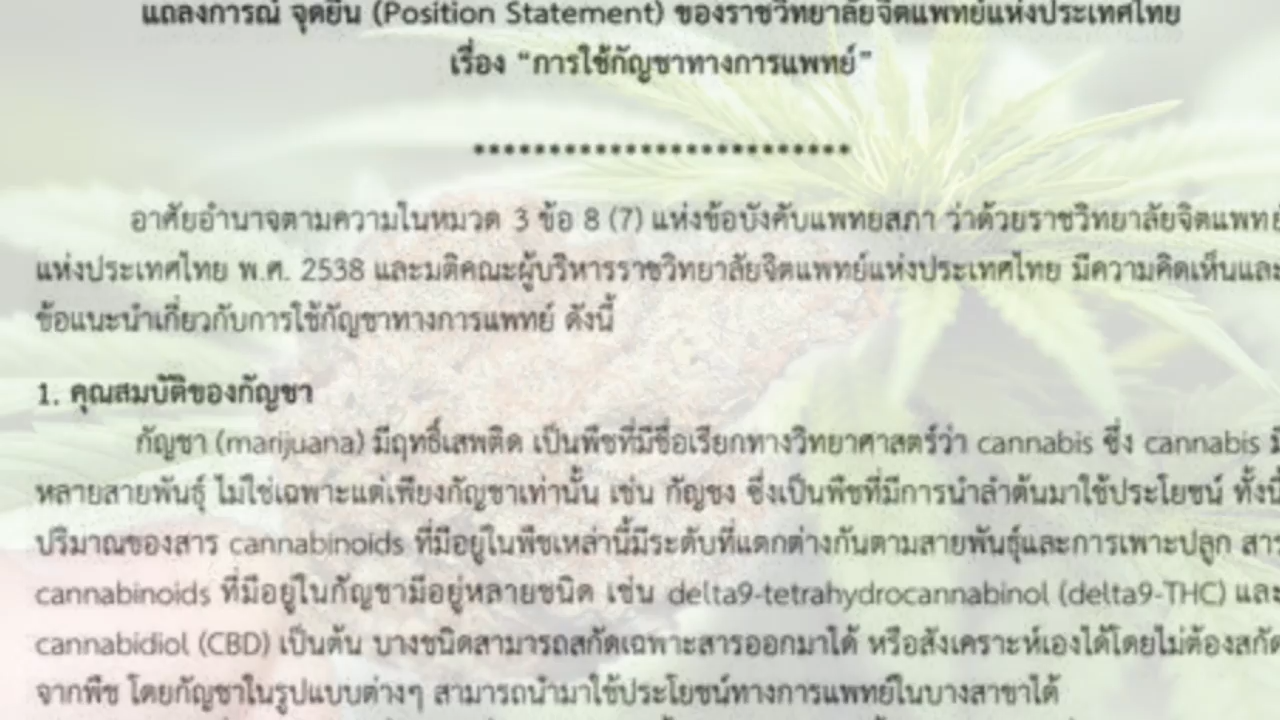 แถลงการณ์ จุดยืน (Position Statement) ของราชวิทยาลัยจิตแพทย์แห่งประเทศไทย
เรื่อง “การใช้กัญชาทางการแพทย์”
*************************
อาศัยอำนาจตามความในหมวด 3 ข้อ 8 (7) แห่งข้อบังคับแพทยสภา ว่าด้วยราชวิทยาลัยจิตแพทย์
แห่งประเทศไทย พ.ศ. 2538 และมติคณะผู้บริหารราชวิทยาลัยจิตแพทย์แห่งประเทศไทย มีความคิดเห็นและ
ข้อแนะนำเกี่ยวกับการใช้กัญชาทางการแพทย์ ดังนี้
1. คุณสมบัติของกัญชา
กัญชา (marijuana) มีฤทธิ์เสพติด เป็นพืชที่มีชื่อเรียกทางวิทยาศาสตร์ว่า cannabis ซึ่ง cannabis มี
หลายสายพันธุ์ ไม่ใช่เฉพาะแต่เพียงกัญชาเท่านั้น เช่น กัญชง ซึ่งเป็นพืชที่มีการนำลำต้นมาใช้ประโยชน์ ทั้งนี้
ปริมาณของสาร cannabinoids ที่มีอยู่ในพืชเหล่านี้มีระดับที่แตกต่างกันตามสายพันธุ์และการเพาะปลูก สาร
cannabinoids ที่มีอยู่ในกัญชามีอยู่หลายชนิด เช่น delta9-tetrahydrocannabinol (delta9-THC) และ
cannabidiol (CBD) เป็นต้น บางชนิดสามารถสกัดเฉพาะสารออกมาได้ หรือสังเคราะห์เองได้โดยไม่ต้องสกัด
จากพืช โดยกัญชาในรูปแบบต่างๆ สามารถนำมาใช้ประโยชน์ทางการแพทย์ในบางสาขาได้